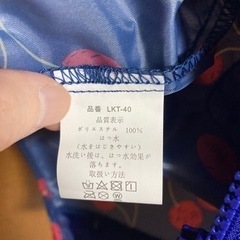 品番 LKT-40
品質表示
ポリエステル 100%
はっ水
(水をはじきやすい)
水洗い後は、はっ水効果が
落ちます。
取扱い方法